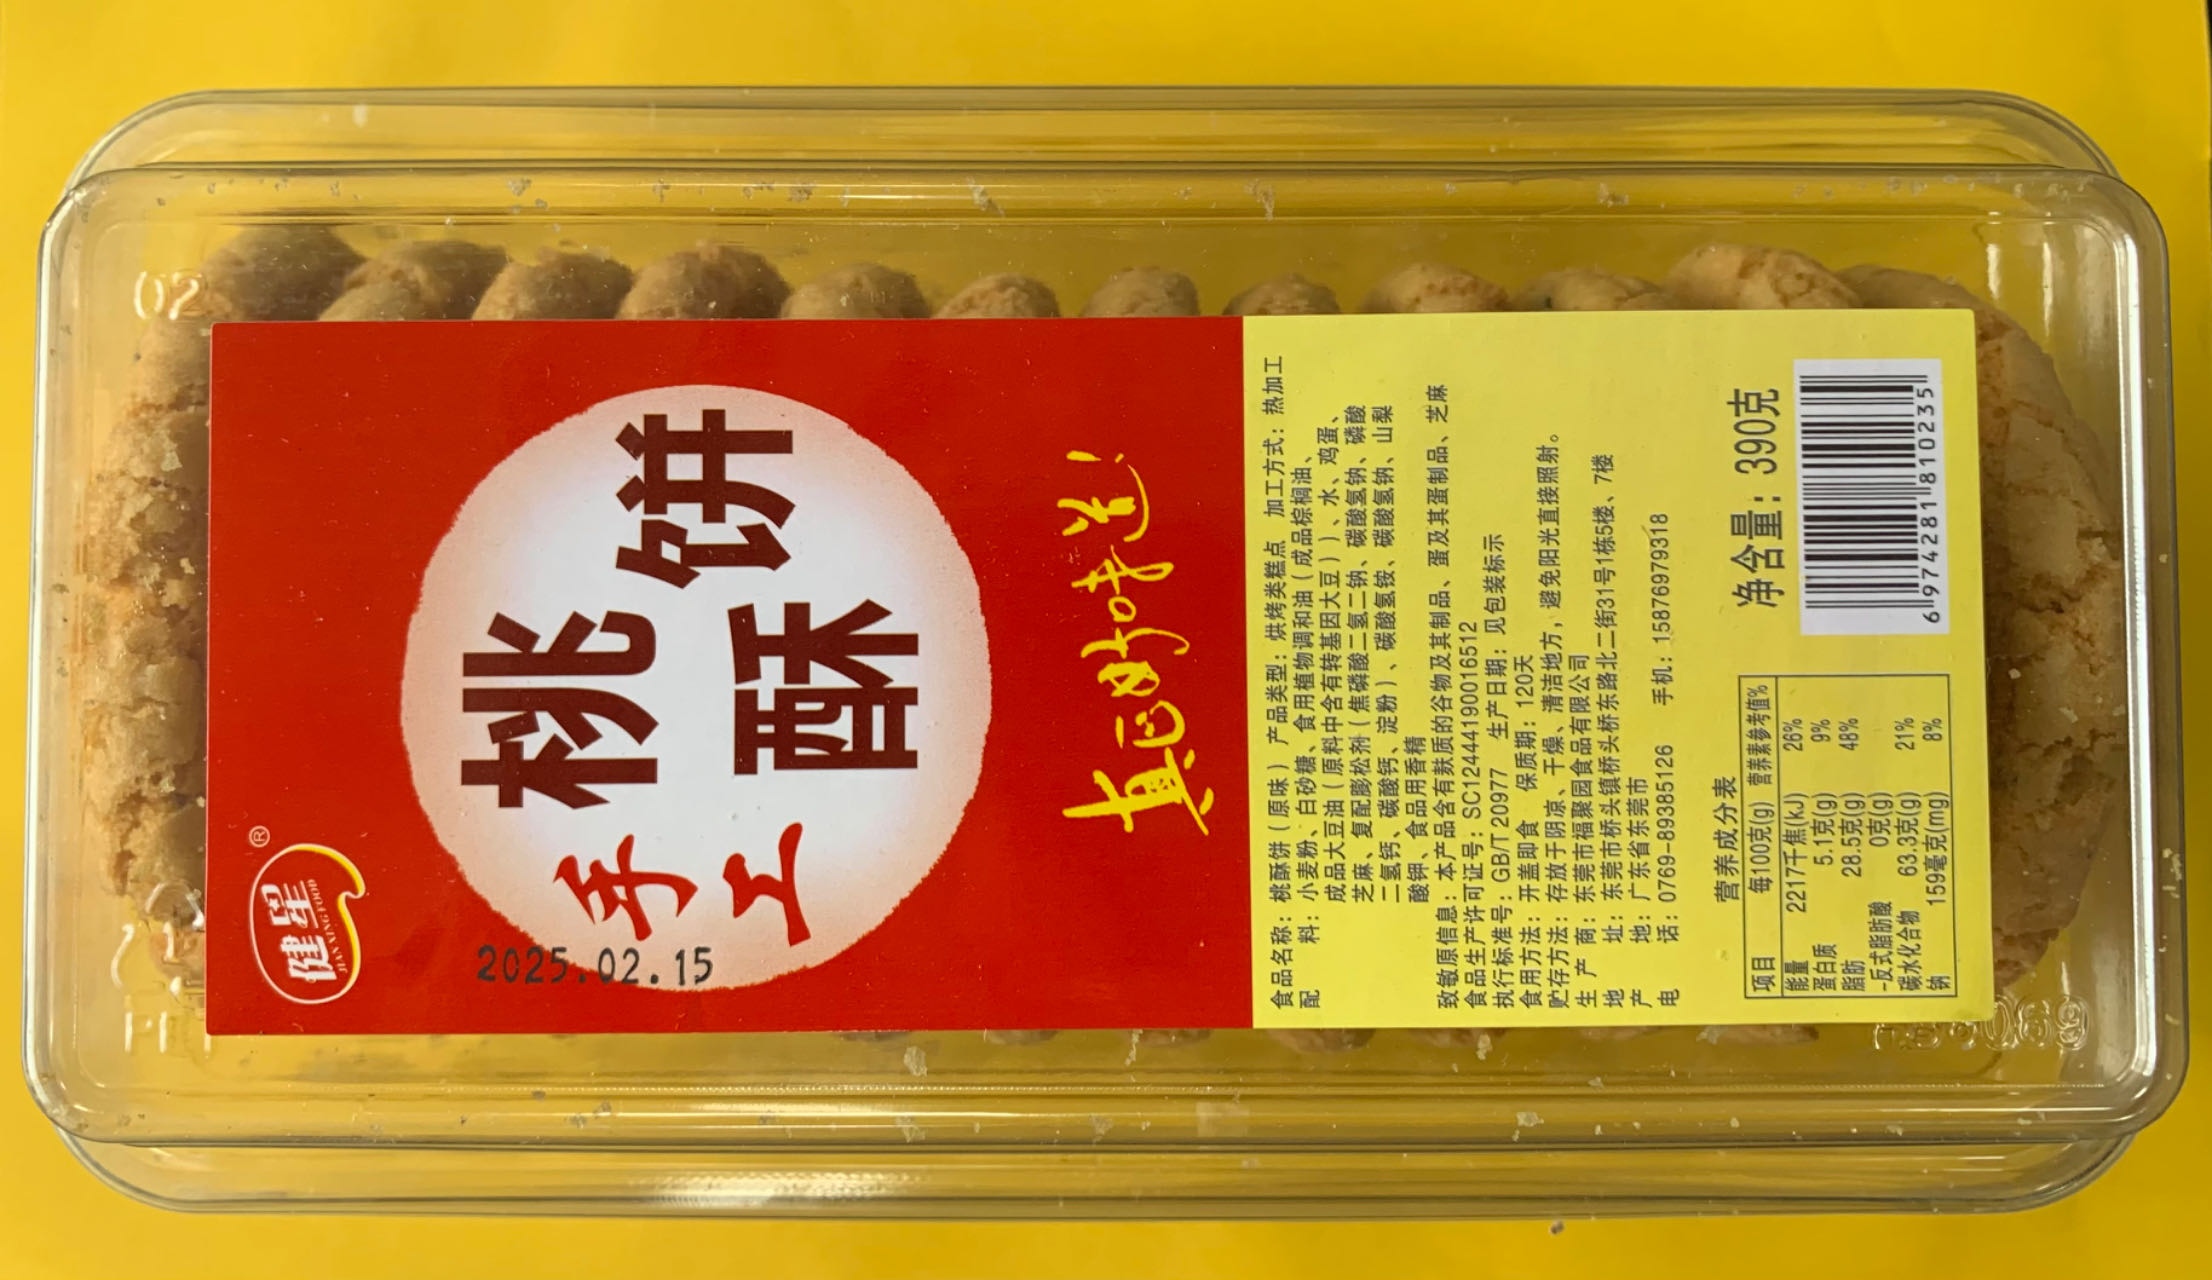 健星
®
JIANXING FOOD
手工
桃酥饼
2025.02.15
真正好味道!
食品名称: 桃酥饼(原味) 产品类型: 烘烤类糕点 加工方式: 热加工
配 料: 小麦粉、白砂糖、食用植物调和油(成品棕榈油、
成品大豆油(原料中含有转基因大豆))、水、鸡蛋、
芝麻、复配膨松剂(焦磷酸二氢二钠、碳酸氢钠、磷酸
二氢钙、碳酸钙、淀粉)、碳酸氢铵、碳酸氢钠、山梨
酸钾、食品用香精
致敏原信息: 本产品含有麸质的谷物及其制品、蛋及其蛋制品、芝麻
食品生产许可证号: SC12444190016512
执行标准号: GB/T 20977 生产日期: 见包装标示
食用方法: 开盖即食 保质期: 120天
贮存方法: 存放于阴凉、干燥、清洁地方, 避免阳光直接照射。
生 产 商: 东莞市福聚园食品有限公司
地 址: 东莞市桥头镇桥头桥东路北二街31号1栋5楼、7楼
产 地: 广东省东莞市
电 话: 0769-89385126 手机: 15876979318
营养成分表
项目 每100克(g) 营养素参考值%
能量 2217千焦(kJ) 26%
蛋白质 5.1克(g) 9%
脂肪 28.5克(g) 48%
-反式脂肪酸 0克(g)
碳水化合物 63.3克(g) 21%
钠 159毫克(mg) 8%
净含量: 390克
6974281810235
02